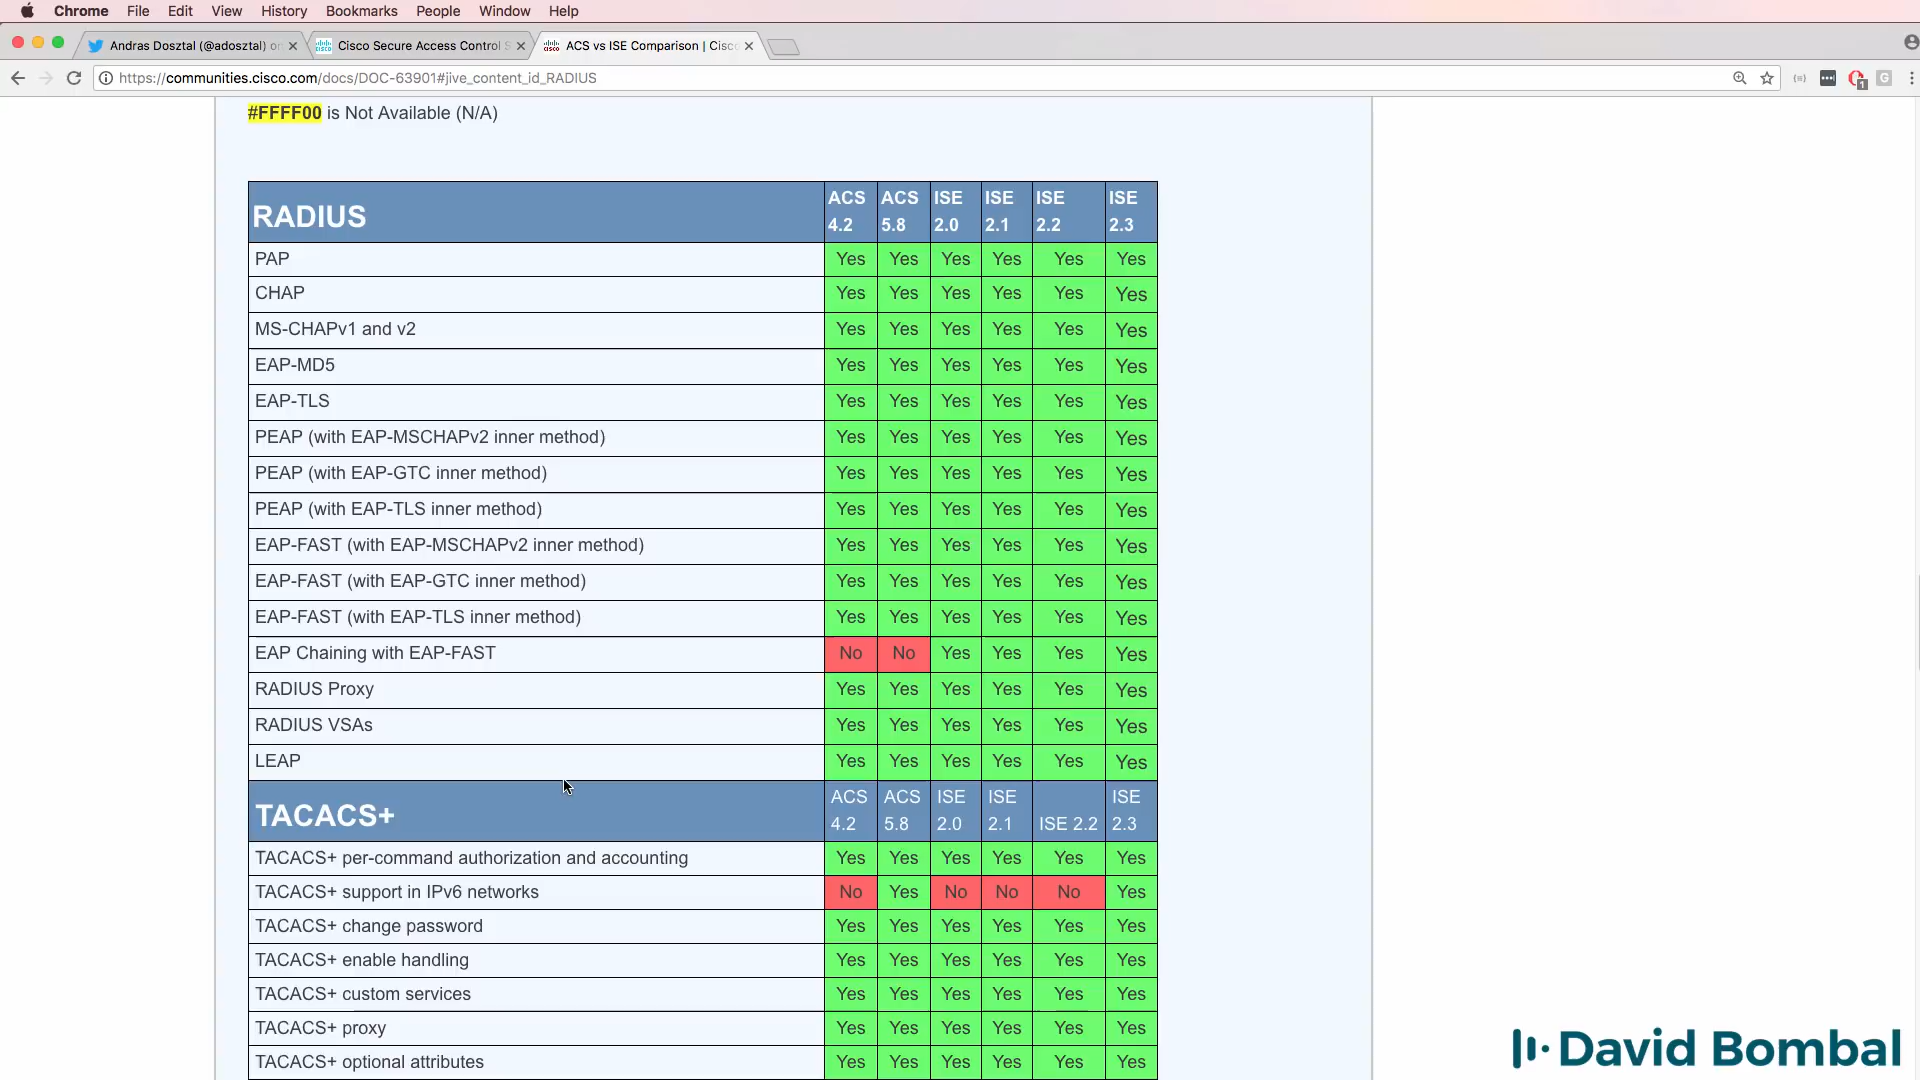 Chrome File Edit View History Bookmarks People Window Help
Andras Dosztal (@adosztal) on
Cisco Secure Access Control S
ACS vs ISE Comparison | Cisco
https://communities.cisco.com/docs/DOC-63901#jive_content_id_RADIUS
#FFFF00 is Not Available (N/A)
RADIUS ACS 4.2 ACS 5.8 ISE 2.0 ISE 2.1 ISE 2.2 ISE 2.3
PAP Yes Yes Yes Yes Yes Yes
CHAP Yes Yes Yes Yes Yes Yes
MS-CHAPv1 and v2 Yes Yes Yes Yes Yes Yes
EAP-MD5 Yes Yes Yes Yes Yes Yes
EAP-TLS Yes Yes Yes Yes Yes Yes
PEAP (with EAP-MSCHAPv2 inner method) Yes Yes Yes Yes Yes Yes
PEAP (with EAP-GTC inner method) Yes Yes Yes Yes Yes Yes
PEAP (with EAP-TLS inner method) Yes Yes Yes Yes Yes Yes
EAP-FAST (with EAP-MSCHAPv2 inner method) Yes Yes Yes Yes Yes Yes
EAP-FAST (with EAP-GTC inner method) Yes Yes Yes Yes Yes Yes
EAP-FAST (with EAP-TLS inner method) Yes Yes Yes Yes Yes Yes
EAP Chaining with EAP-FAST No No Yes Yes Yes Yes
RADIUS Proxy Yes Yes Yes Yes Yes Yes
RADIUS VSAs Yes Yes Yes Yes Yes Yes
LEAP Yes Yes Yes Yes Yes Yes
TACACS+ ACS 4.2 ACS 5.8 ISE 2.0 ISE 2.1 ISE 2.2 ISE 2.3
TACACS+ per-command authorization and accounting Yes Yes Yes Yes Yes Yes
TACACS+ support in IPv6 networks No Yes No No No Yes
TACACS+ change password Yes Yes Yes Yes Yes Yes
TACACS+ enable handling Yes Yes Yes Yes Yes Yes
TACACS+ custom services Yes Yes Yes Yes Yes Yes
TACACS+ proxy Yes Yes Yes Yes Yes Yes
TACACS+ optional attributes Yes Yes Yes Yes Yes Yes
David Bombal